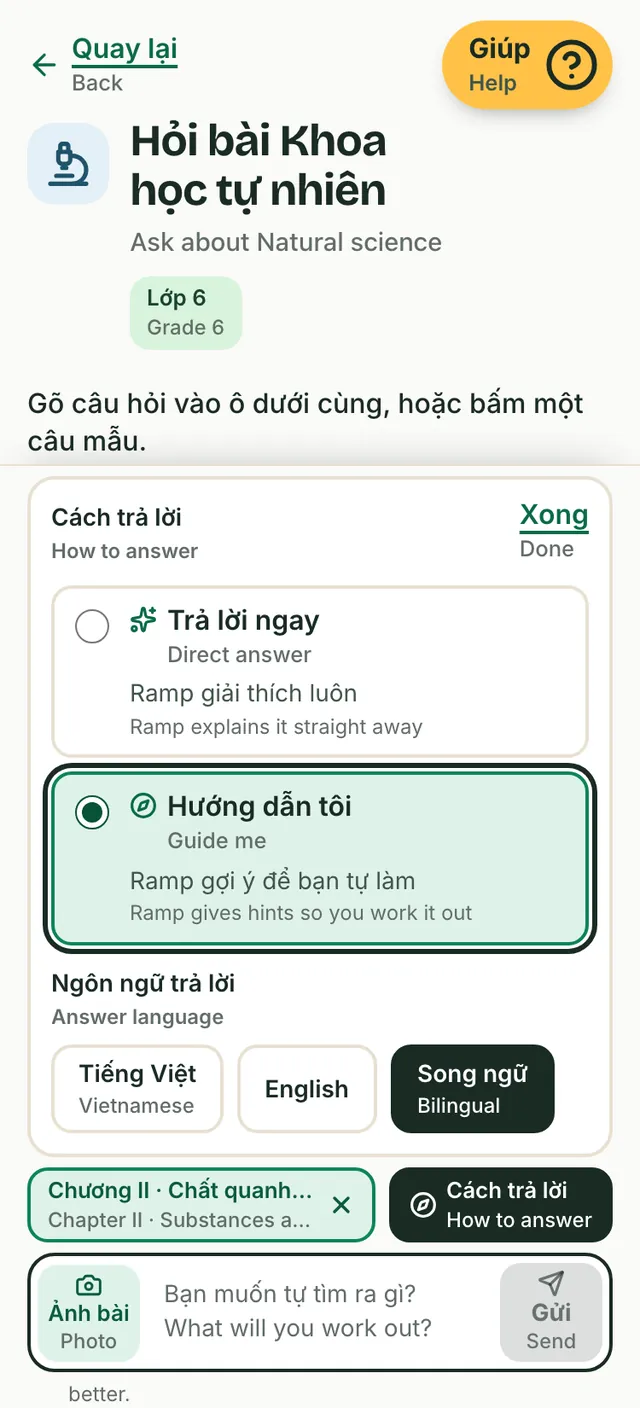 Quay lại
Back
Giúp
Help
Hỏi bài Khoa
học tự nhiên
Ask about Natural science
Lớp 6
Grade 6
Gõ câu hỏi vào ô dưới cùng, hoặc bấm một
câu mẫu.
Cách trả lời
How to answer
Xong
Done
Trả lời ngay
Direct answer
Ramp giải thích luôn
Ramp explains it straight away
Hướng dẫn tôi
Guide me
Ramp gợi ý để bạn tự làm
Ramp gives hints so you work it out
Ngôn ngữ trả lời
Answer language
Tiếng Việt
Vietnamese
English
Song ngữ
Bilingual
Chương II · Chất quanh...
Chapter II · Substances a...
Cách trả lời
How to answer
Ảnh bài
Photo
Bạn muốn tự tìm ra gì?
What will you work out?
Gửi
Send
better.